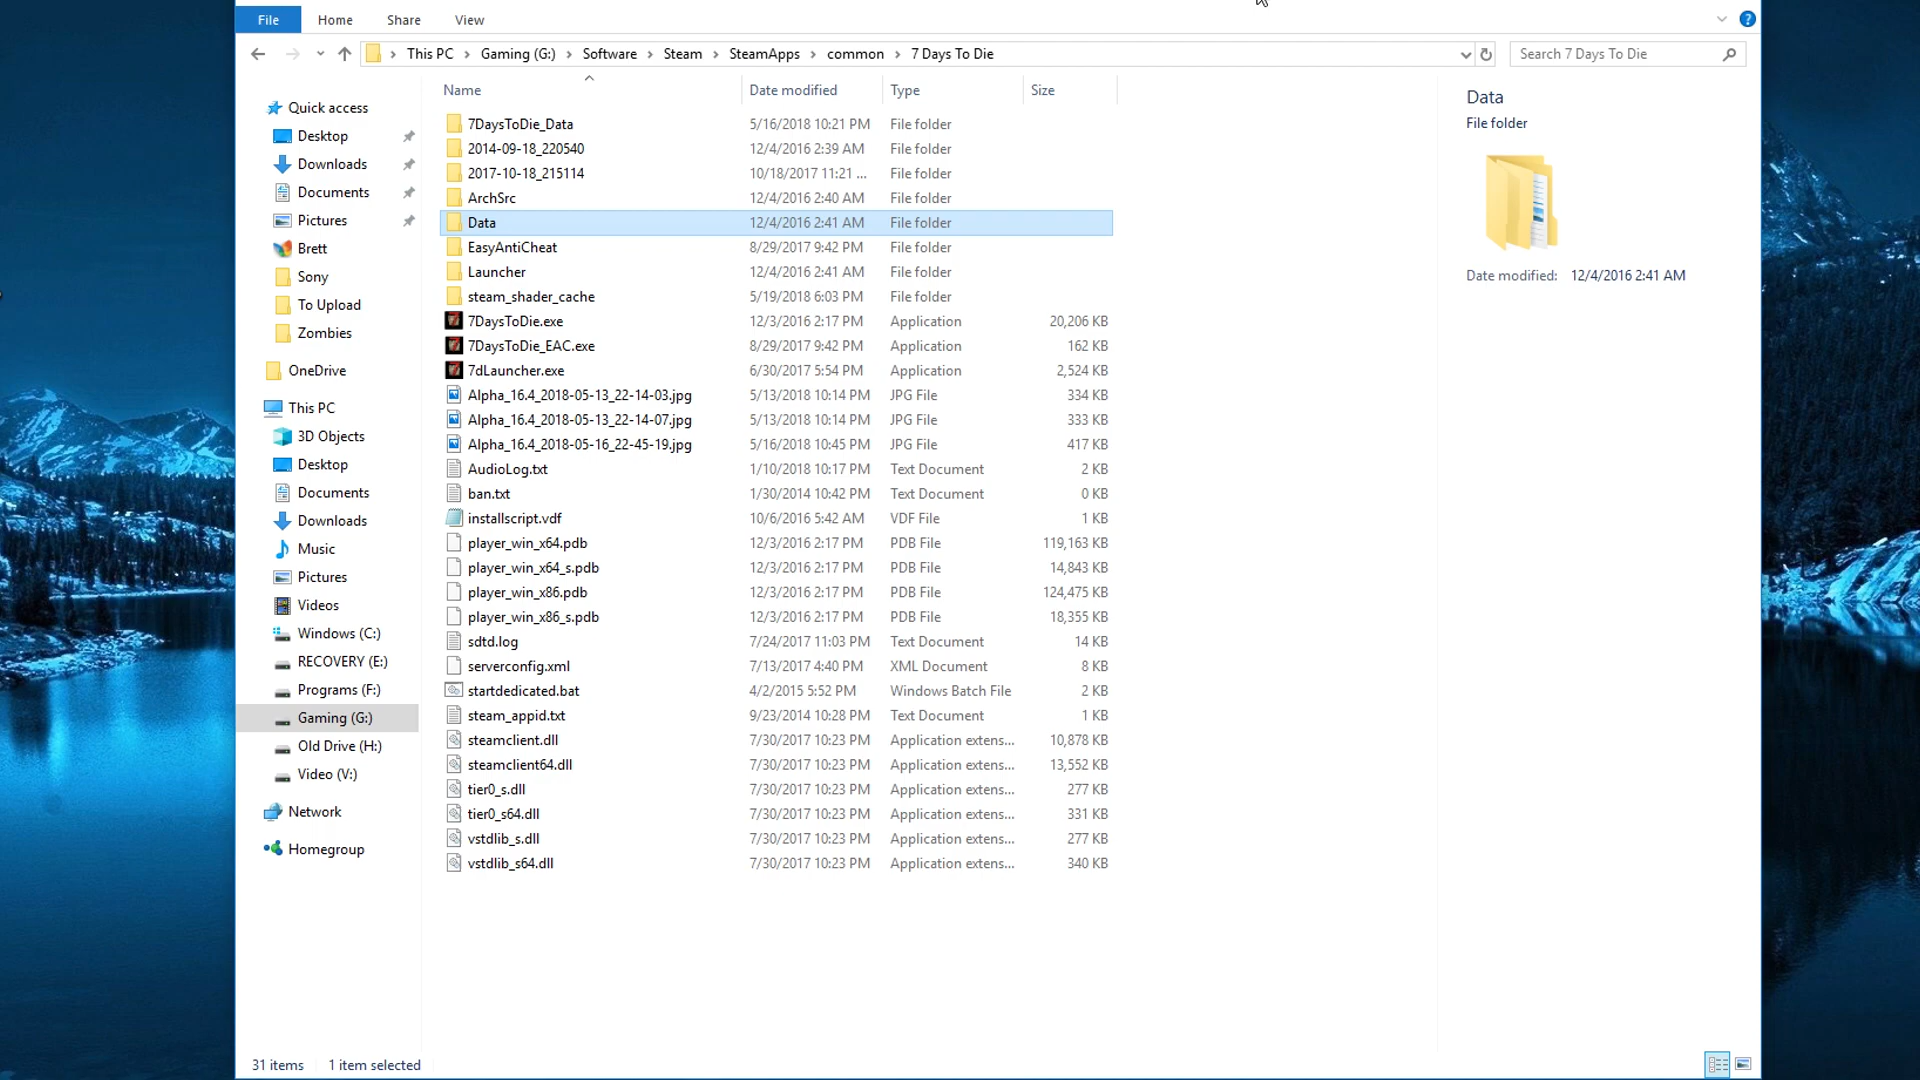 File Home Share View
This PC Gaming (G:) Software Steam SteamApps common 7 Days To Die Search 7 Days To Die
Name Date modified Type Size
Quick access
Desktop
Downloads
Documents
Pictures
Brett
Sony
To Upload
Zombies
OneDrive
This PC
3D Objects
Desktop
Documents
Downloads
Music
Pictures
Videos
Windows (C:)
RECOVERY (E:)
Programs (F:)
Gaming (G:)
Old Drive (H:)
Video (V:)
Network
Homegroup
7DaysToDie_Data 5/16/2018 10:21 PM File folder
2014-09-18_220540 12/4/2016 2:39 AM File folder
2017-10-18_215114 10/18/2017 11:21 ... File folder
ArchSrc 12/4/2016 2:40 AM File folder
Data 12/4/2016 2:41 AM File folder
EasyAntiCheat 8/29/2017 9:42 PM File folder
Launcher 12/4/2016 2:41 AM File folder
steam_shader_cache 5/19/2018 6:03 PM File folder
7DaysToDie.exe 12/3/2016 2:17 PM Application 20,206 KB
7DaysToDie_EAC.exe 8/29/2017 9:42 PM Application 162 KB
7dLauncher.exe 6/30/2017 5:54 PM Application 2,524 KB
Alpha_16.4_2018-05-13_22-14-03.jpg 5/13/2018 10:14 PM JPG File 334 KB
Alpha_16.4_2018-05-13_22-14-07.jpg 5/13/2018 10:14 PM JPG File 333 KB
Alpha_16.4_2018-05-16_22-45-19.jpg 5/16/2018 10:45 PM JPG File 417 KB
AudioLog.txt 1/10/2018 10:17 PM Text Document 2 KB
ban.txt 1/30/2014 10:42 PM Text Document 0 KB
installscript.vdf 10/6/2016 5:42 AM VDF File 1 KB
player_win_x64.pdb 12/3/2016 2:17 PM PDB File 119,163 KB
player_win_x64_s.pdb 12/3/2016 2:17 PM PDB File 14,843 KB
player_win_x86.pdb 12/3/2016 2:17 PM PDB File 124,475 KB
player_win_x86_s.pdb 12/3/2016 2:17 PM PDB File 18,355 KB
sdtd.log 7/24/2017 11:03 PM Text Document 14 KB
serverconfig.xml 7/13/2017 4:40 PM XML Document 8 KB
startdedicated.bat 4/2/2015 5:52 PM Windows Batch File 2 KB
steam_appid.txt 9/23/2014 10:28 PM Text Document 1 KB
steamclient.dll 7/30/2017 10:23 PM Application extens... 10,878 KB
steamclient64.dll 7/30/2017 10:23 PM Application extens... 13,552 KB
tier0_s.dll 7/30/2017 10:23 PM Application extens... 277 KB
tier0_s64.dll 7/30/2017 10:23 PM Application extens... 331 KB
vstdlib_s.dll 7/30/2017 10:23 PM Application extens... 277 KB
vstdlib_s64.dll 7/30/2017 10:23 PM Application extens... 340 KB
Data
File folder
Date modified: 12/4/2016 2:41 AM
31 items 1 item selected